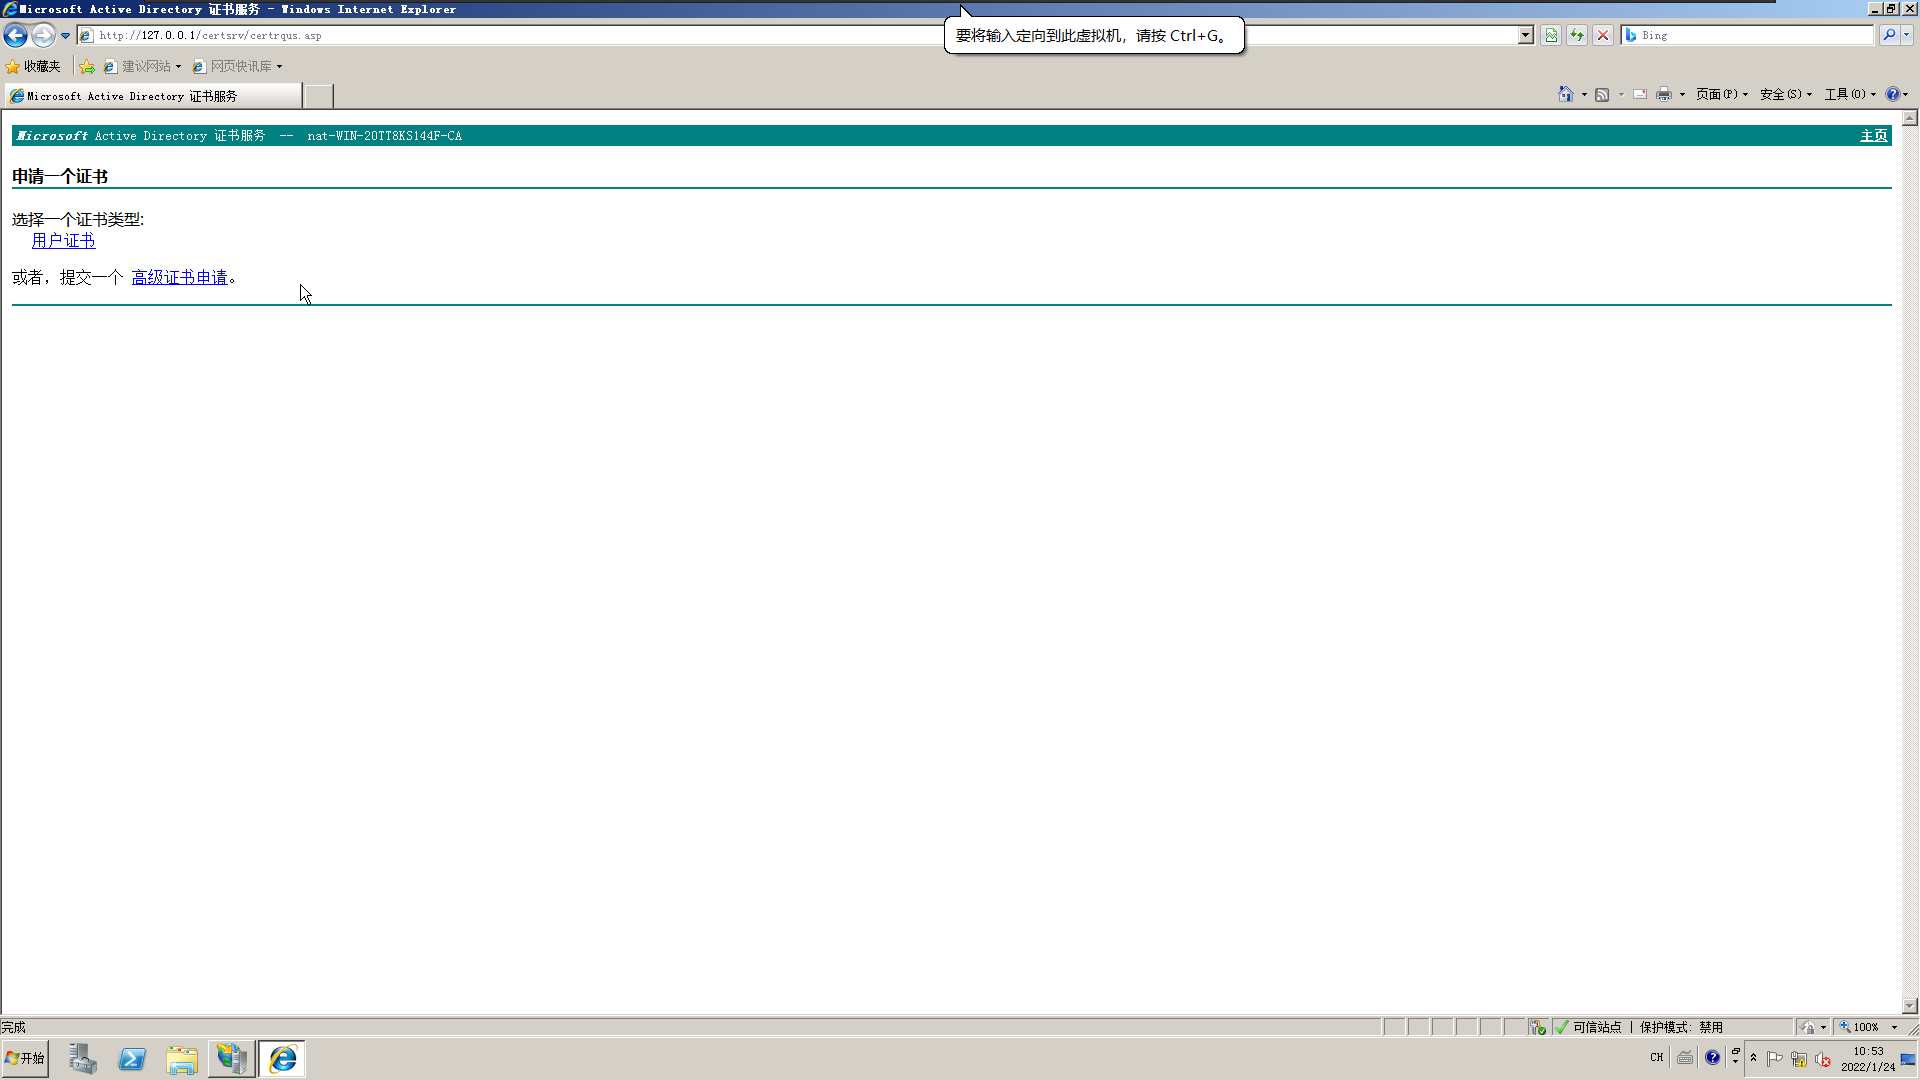 Microsoft Active Directory 证书服务 - Windows Internet Explorer
要将输入定向到此虚拟机，请按 Ctrl+G。
http://127.0.0.1/certsrv/certrqus.asp
Bing
收藏夹
建议网站
网页快讯库
Microsoft Active Directory 证书服务
页面(P)
安全(S)
工具(O)
Microsoft Active Directory 证书服务 -- nat-WIN-20TT8KS144F-CA
主页
申请一个证书
选择一个证书类型:
用户证书
或者，提交一个 高级证书申请。
完成
可信站点 | 保护模式: 禁用
100%
开始
CH
10:53
2022/1/24